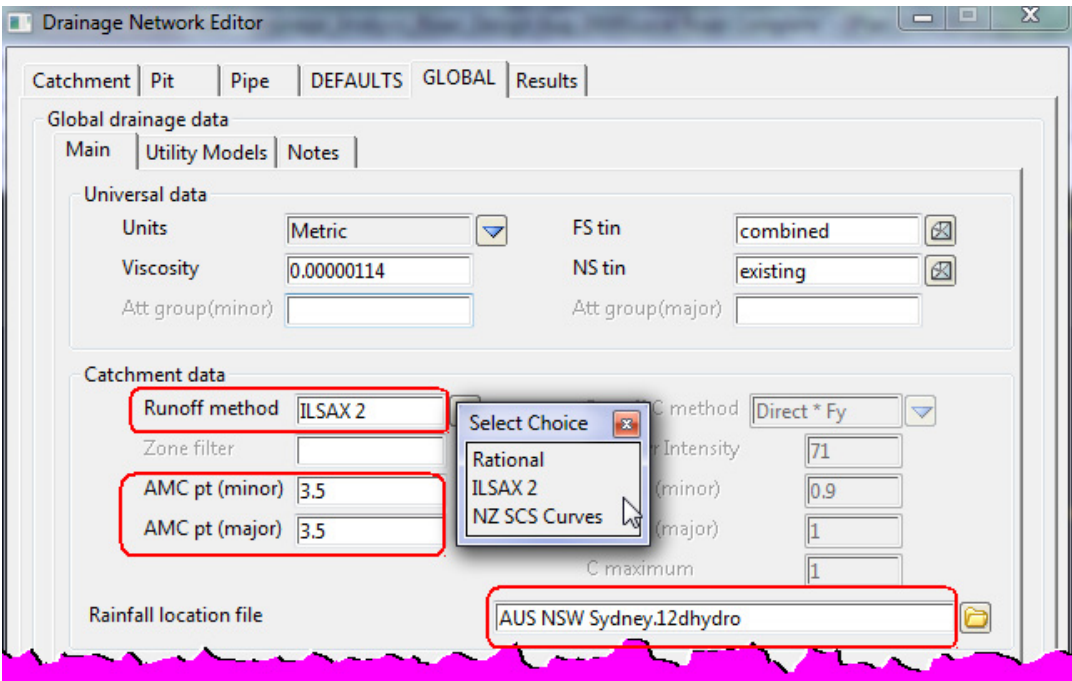 Drainage Network Editor
Catchment Pit Pipe DEFAULTS GLOBAL Results
Global drainage data
Main Utility Models Notes
Universal data
Units Metric FS tin combined
Viscosity 0.00000114 NS tin existing
Att group(minor) Att group(major)
Catchment data
Runoff method ILSAX 2 C method Direct * Fy
Select Choice
Zone filter Intensity 71
Rational
AMC pt (minor) 3.5 (minor) 0.9
ILSAX 2
AMC pt (major) 3.5 (major) 1
NZ SCS Curves
C maximum 1
Rainfall location file AUS NSW Sydney.12dhydro